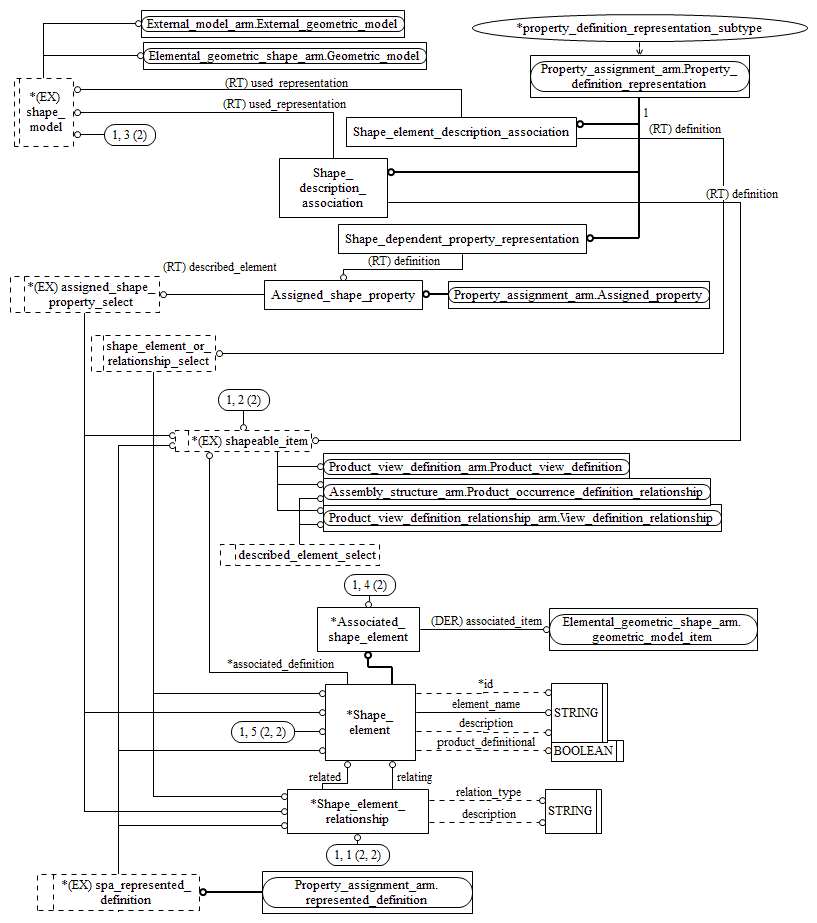 External_model_arm.External_geometric_model
*property_definition_representation_subtype
Elemental_geometric_shape_arm.Geometric_model
Property_assignment_arm.Property_
definition_representation
(RT) used_representation
*(EX)
shape_
model
(RT) used_representation
1
1, 3 (2)
Shape_element_description_association
(RT) definition
Shape_
description_
association
(RT) definition
Shape_dependent_property_representation
(RT) described_element
(RT) definition
*(EX) assigned_shape_
property_select
Assigned_shape_property
Property_assignment_arm.Assigned_property
shape_element_or_
relationship_select
1, 2 (2)
*(EX) shapeable_item
Product_view_definition_arm.Product_view_definition
Assembly_structure_arm.Product_occurrence_definition_relationship
Product_view_definition_relationship_arm.View_definition_relationship
described_element_select
1, 4 (2)
*Associated_
shape_element
(DER) associated_item
Elemental_geometric_shape_arm.
geometric_model_item
*associated_definition
*id
element_name
*Shape_
element
STRING
description
1, 5 (2, 2)
product_definitional
BOOLEAN
related
relating
relation_type
*Shape_element_
relationship
STRING
description
1, 1 (2, 2)
*(EX) spa_represented_
definition
Property_assignment_arm.
represented_definition